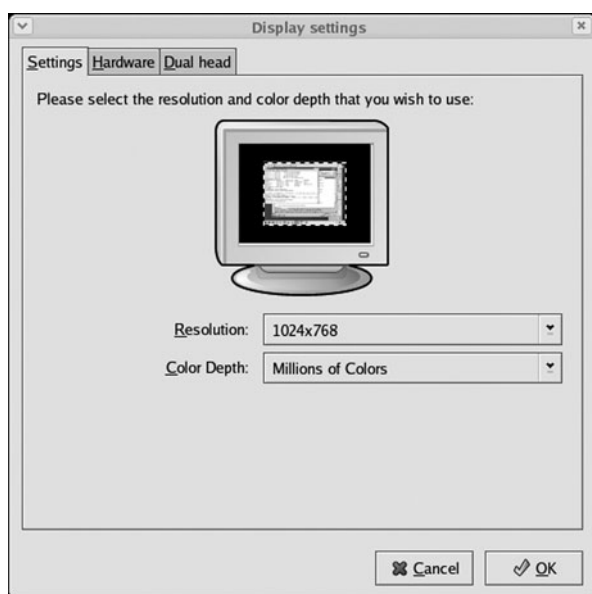 Display settings
Settings Hardware Dual head
Please select the resolution and color depth that you wish to use:
Resolution: 1024x768
Color Depth: Millions of Colors
Cancel OK